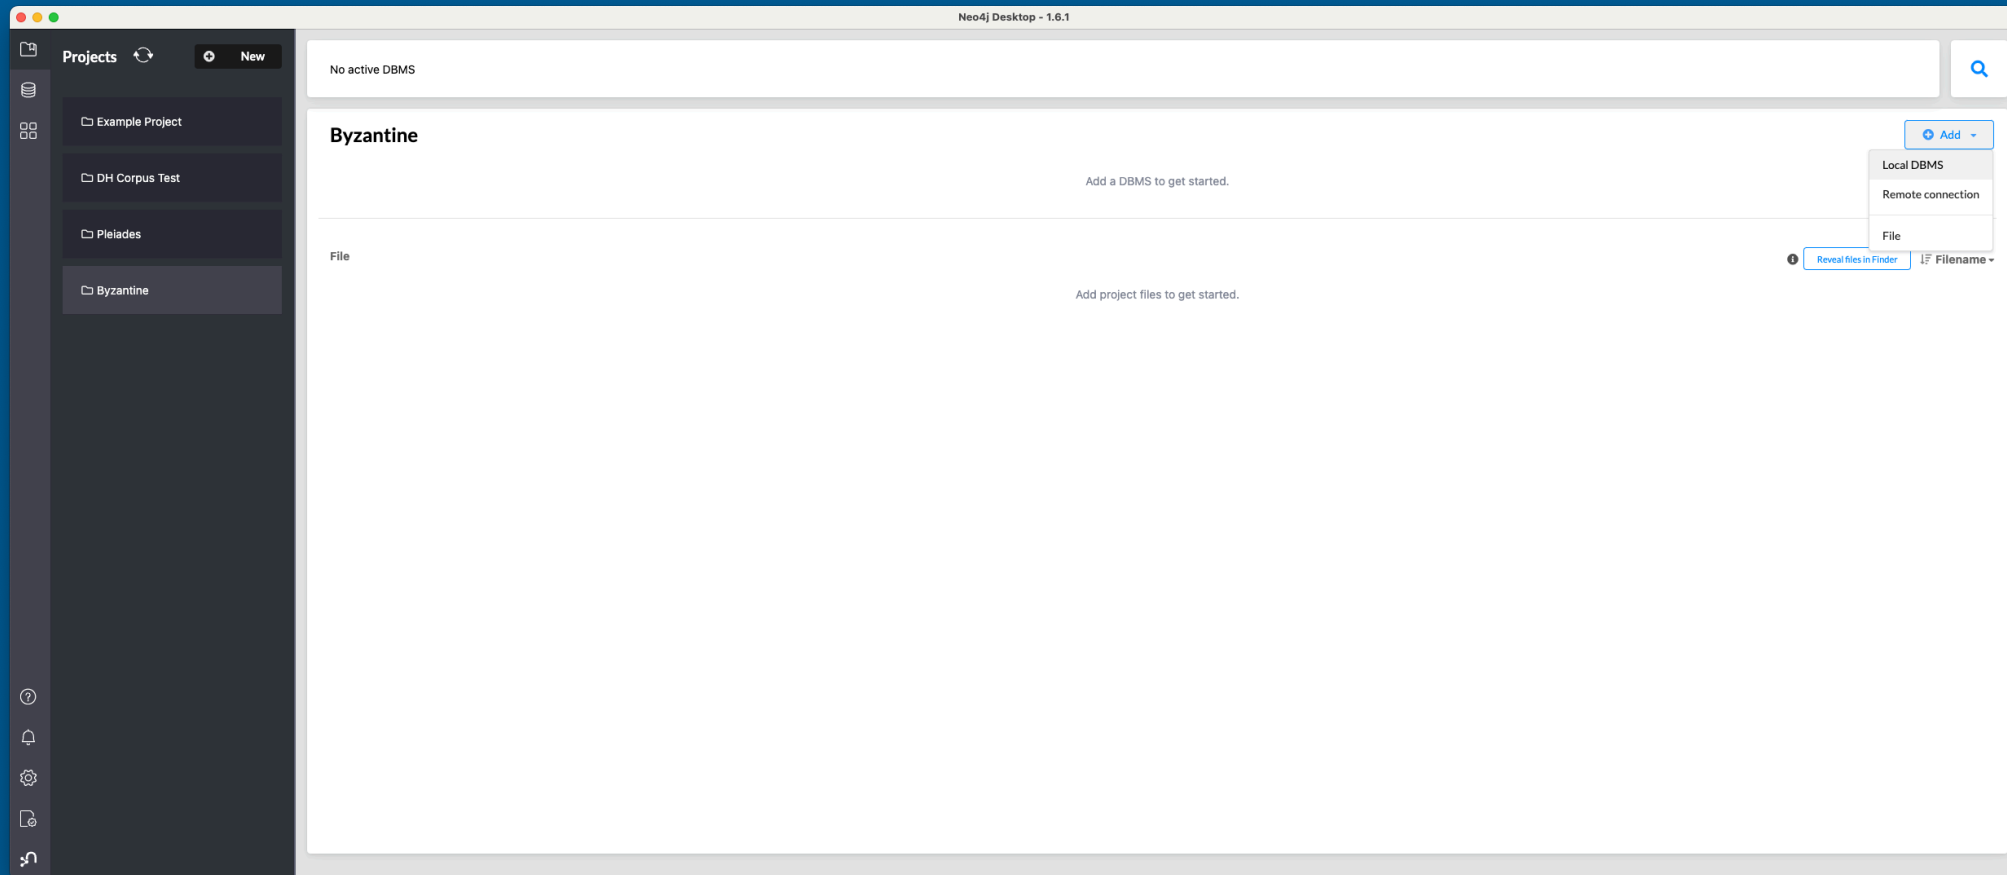 Neo4j Desktop - 1.6.1
Projects
New
Example Project
DH Corpus Test
Pleiades
Byzantine
No active DBMS
Byzantine
Add
Local DBMS
Remote connection
File
Add a DBMS to get started.
File
Reveal files in Finder
Filename
Add project files to get started.